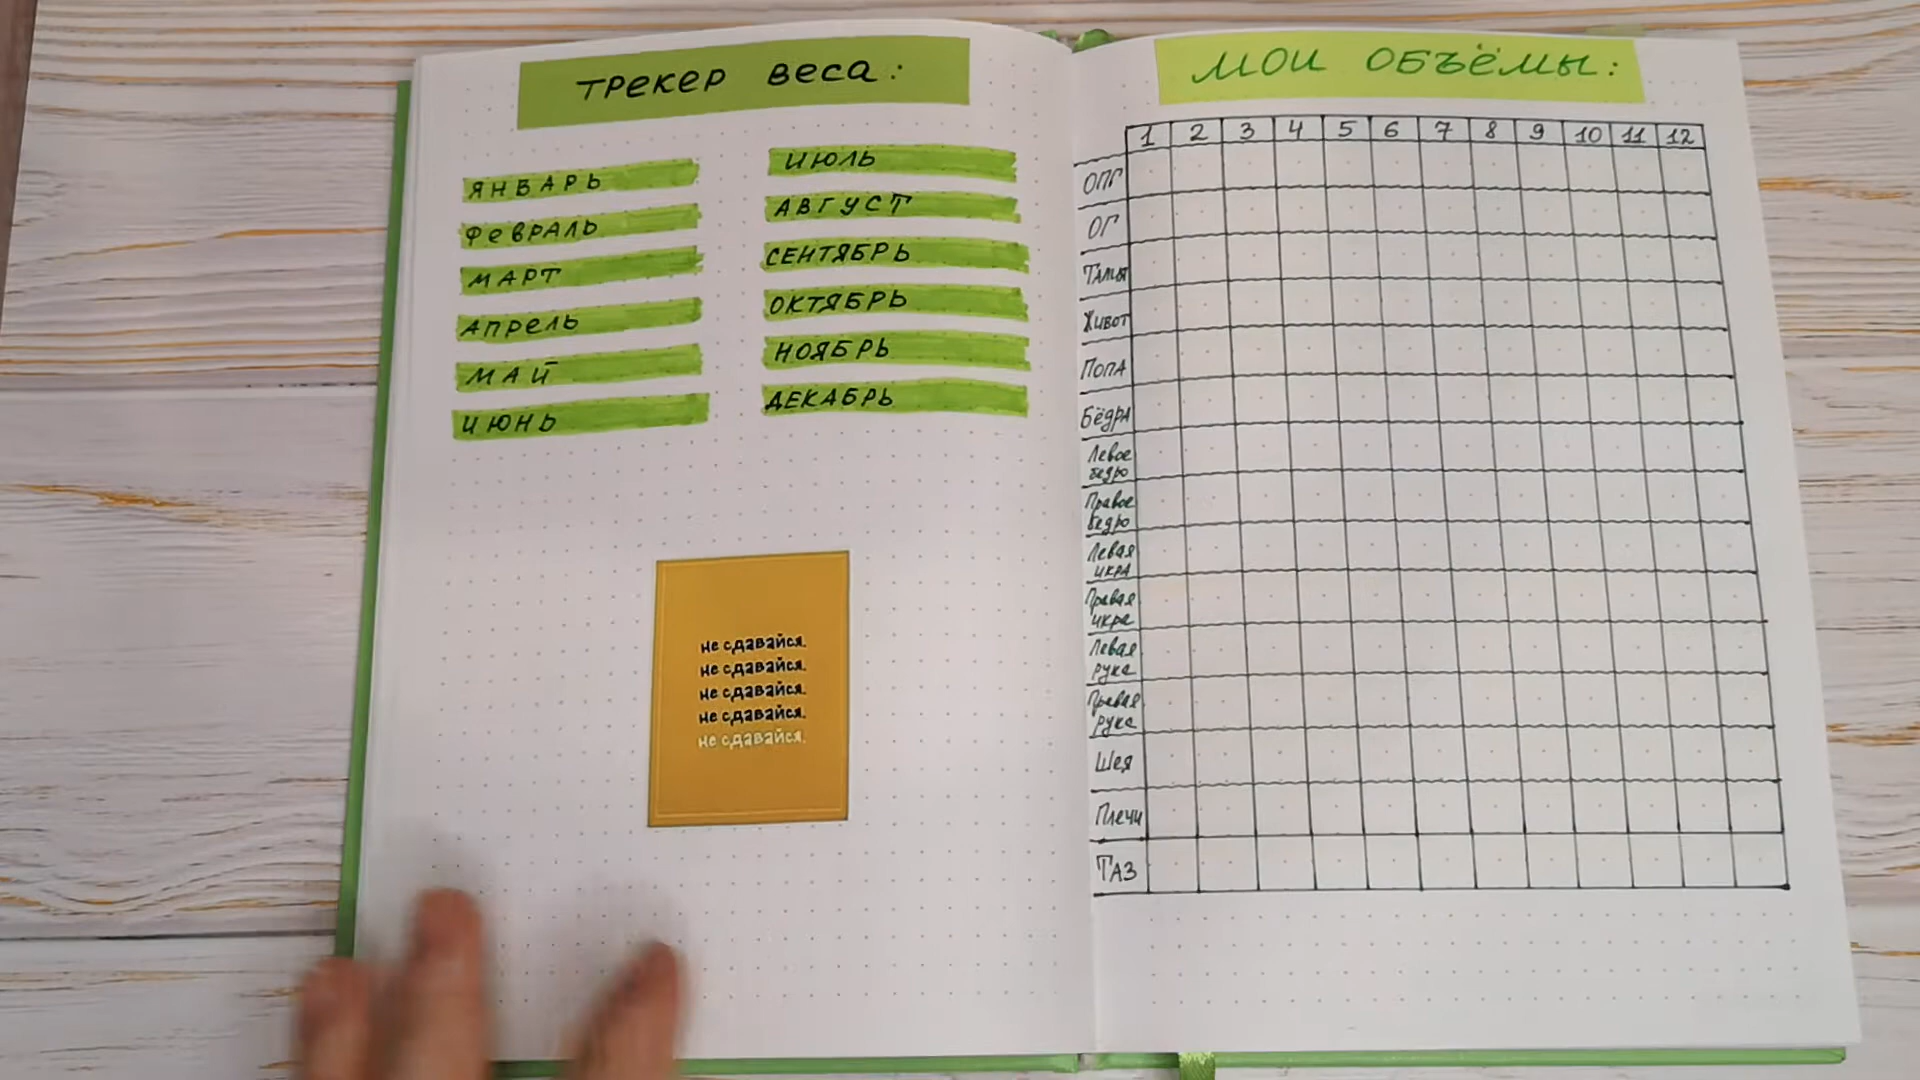 ТРЕКЕР ВЕСА:
ЯНВАРЬ
ФЕВРАЛЬ
МАРТ
АПРЕЛЬ
МАЙ
ИЮНЬ
ИЮЛЬ
АВГУСТ
СЕНТЯБРЬ
ОКТЯБРЬ
НОЯБРЬ
ДЕКАБРЬ
не сдавайся.
не сдавайся.
не сдавайся.
не сдавайся.
не сдавайся.
МОИ ОБЪЁМЫ:
1 2 3 4 5 6 7 8 9 10 11 12
ОПГ
ОГ
Талия
Живот
Попа
Бёдра
Левое
бедро
Правое
бедро
Левая
икра
Правая
икра
Левая
рука
Правая
рука
Шея
Плечи
Таз